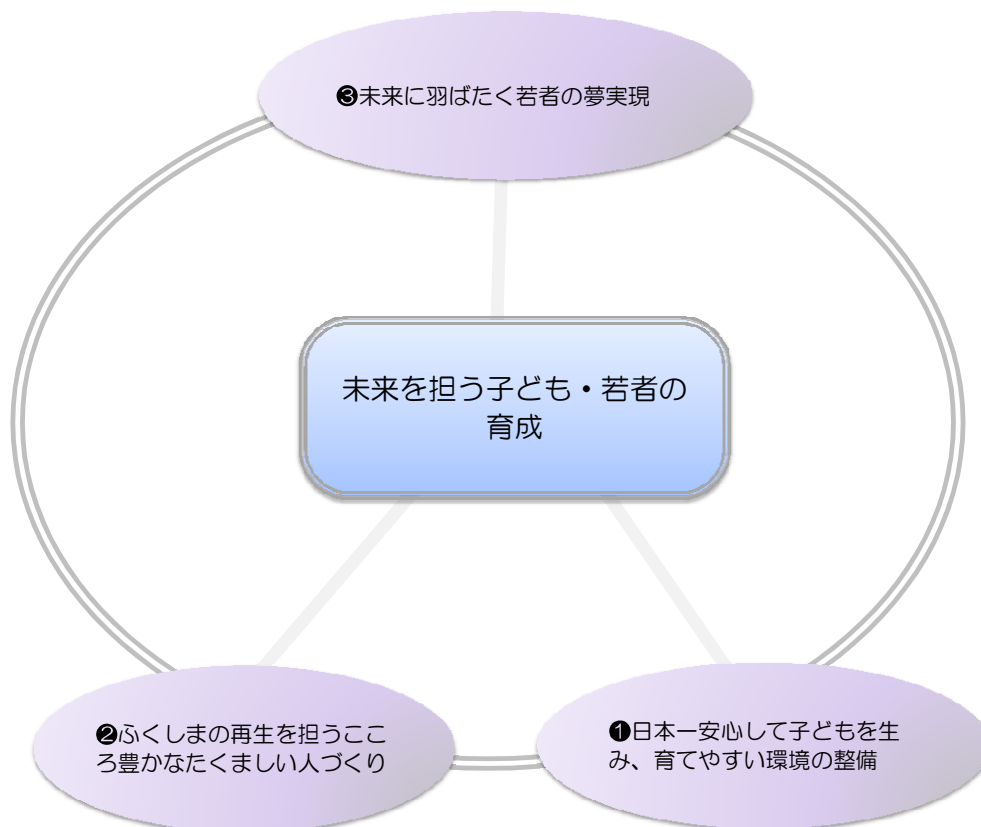 ❸未来に羽ばたく若者の夢実現
未来を担う子ども・若者の
育成
❷ふくしまの再生を担うここ
ろ豊かなたくましい人づくり
❶日本一安心して子どもを生
み、育てやすい環境の整備